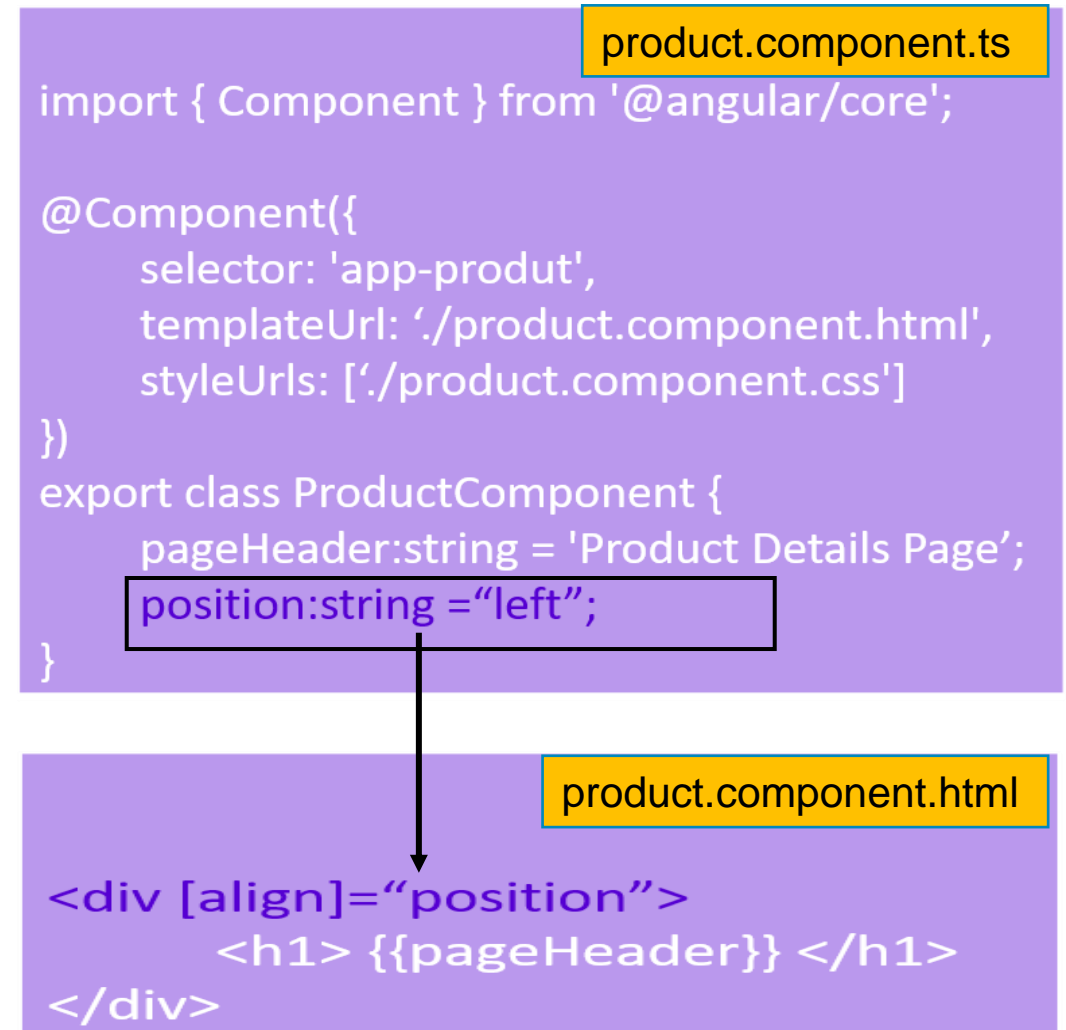 product.component.ts
import { Component } from '@angular/core';
@Component({
selector: 'app-produt',
templateUrl: ‘./product.component.html',
styleUrls: [‘./product.component.css']
})
export class ProductComponent {
pageHeader:string = 'Product Details Page’;
position:string =“left”;
}
product.component.html
<div [align]=“position”>
<h1> {{pageHeader}} </h1>
</div>